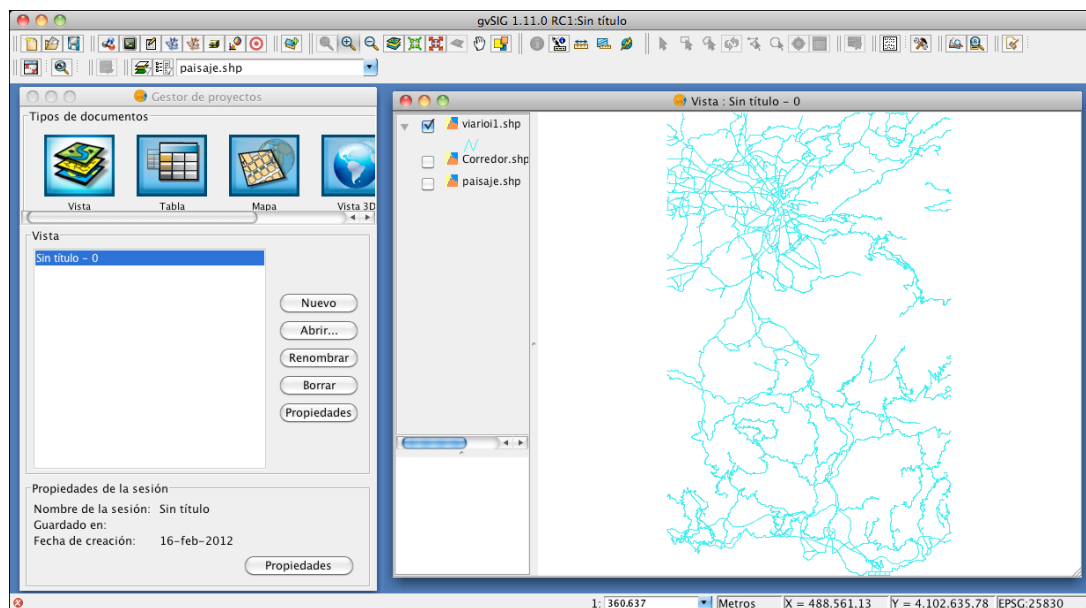 gvSIG 1.11.0 RC1:Sin título
paisaje.shp
Gestor de proyectos
Tipos de documentos
Vista
Tabla
Mapa
Vista 3D
Vista
Sin título - 0
Nuevo
Abrir...
Renombrar
Borrar
Propiedades
Propiedades de la sesión
Nombre de la sesión: Sin título
Guardado en:
Fecha de creación: 16-feb-2012
Propiedades
Vista : Sin título - 0
viarioi1.shp
Corredor.shp
paisaje.shp
1: 360.637 Metros X = 488.561,13 Y = 4.102.635,78 EPSG:25830